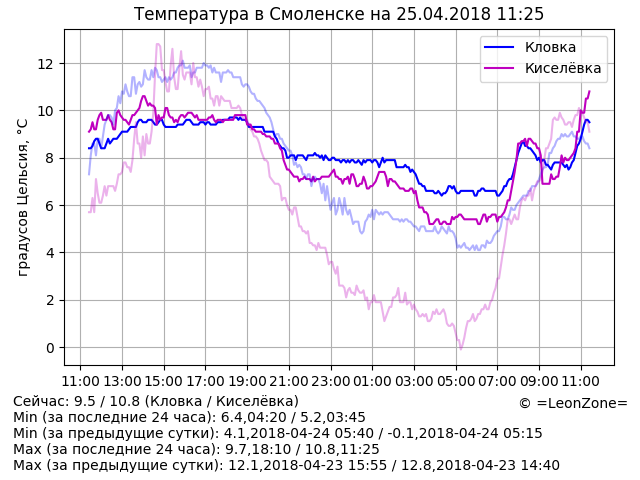 Температура в Смоленске на 25.04.2018 11:25
Кловка
Киселёвка
градусов Цельсия, °C
12
10
8
6
4
2
0
11:00 13:00 15:00 17:00 19:00 21:00 23:00 01:00 03:00 05:00 07:00 09:00 11:00
Сейчас: 9.5 / 10.8 (Кловка / Киселёвка)
© =LeonZone=
Min (за последние 24 часа): 6.4,04:20 / 5.2,03:45
Min (за предыдущие сутки): 4.1,2018-04-24 05:40 / -0.1,2018-04-24 05:15
Max (за последние 24 часа): 9.7,18:10 / 10.8,11:25
Max (за предыдущие сутки): 12.1,2018-04-23 15:55 / 12.8,2018-04-23 14:40